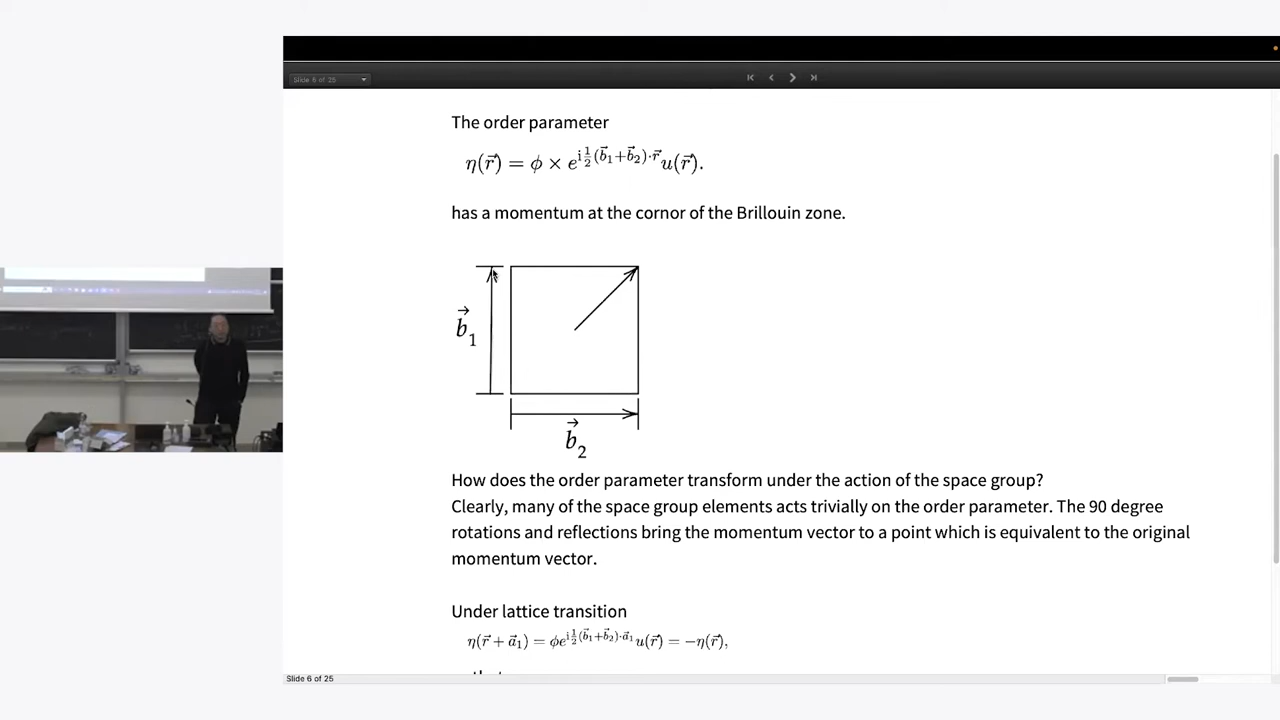 Slide 6 of 25
The order parameter
η(r⃗) = ϕ × e^{i½(b⃗₁+b⃗₂)·r⃗} u(r⃗).
has a momentum at the cornor of the Brillouin zone.
b⃗₁
b⃗₂
How does the order parameter transform under the action of the space group?
Clearly, many of the space group elements acts trivially on the order parameter. The 90 degree
rotations and reflections bring the momentum vector to a point which is equivalent to the original
momentum vector.
Under lattice transition
η(r⃗ + a⃗₁) = ϕe^{i½(b⃗₁+b⃗₂)·a⃗₁} u(r⃗) = −η(r⃗),
Slide 6 of 25